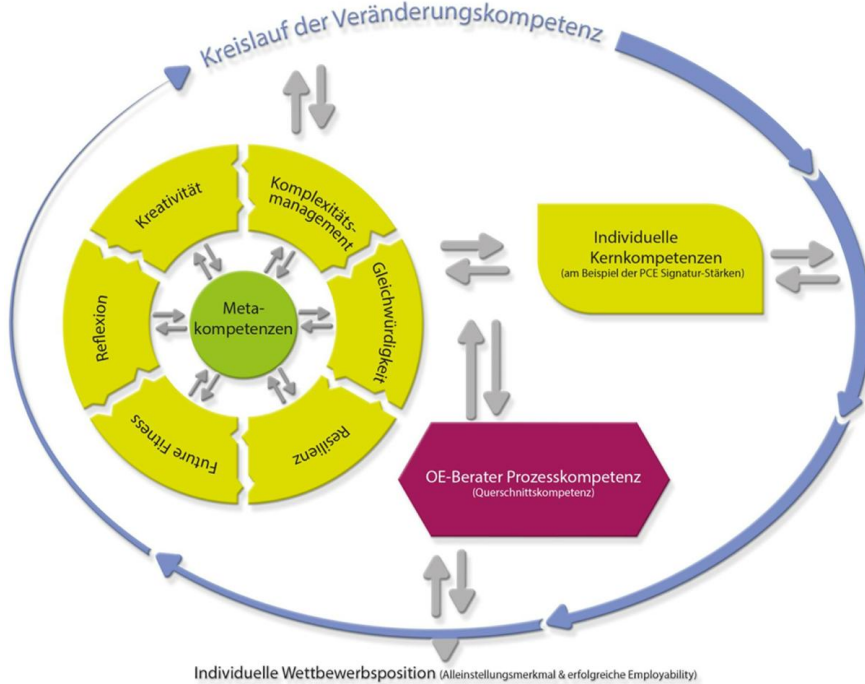 Kreislauf der Veränderungskompetenz
Kreativität
Komplexitäts-
management
Gleichwürdigkeit
Resilienz
Future Fitness
Reflexion
Meta-
kompetenzen
Individuelle
Kernkompetenzen
(am Beispiel der PCE Signatur-Stärken)
OE-Berater Prozesskompetenz
(Querschnittskompetenz)
Individuelle Wettbewerbsposition (Alleinstellungsmerkmal & erfolgreiche Employability)